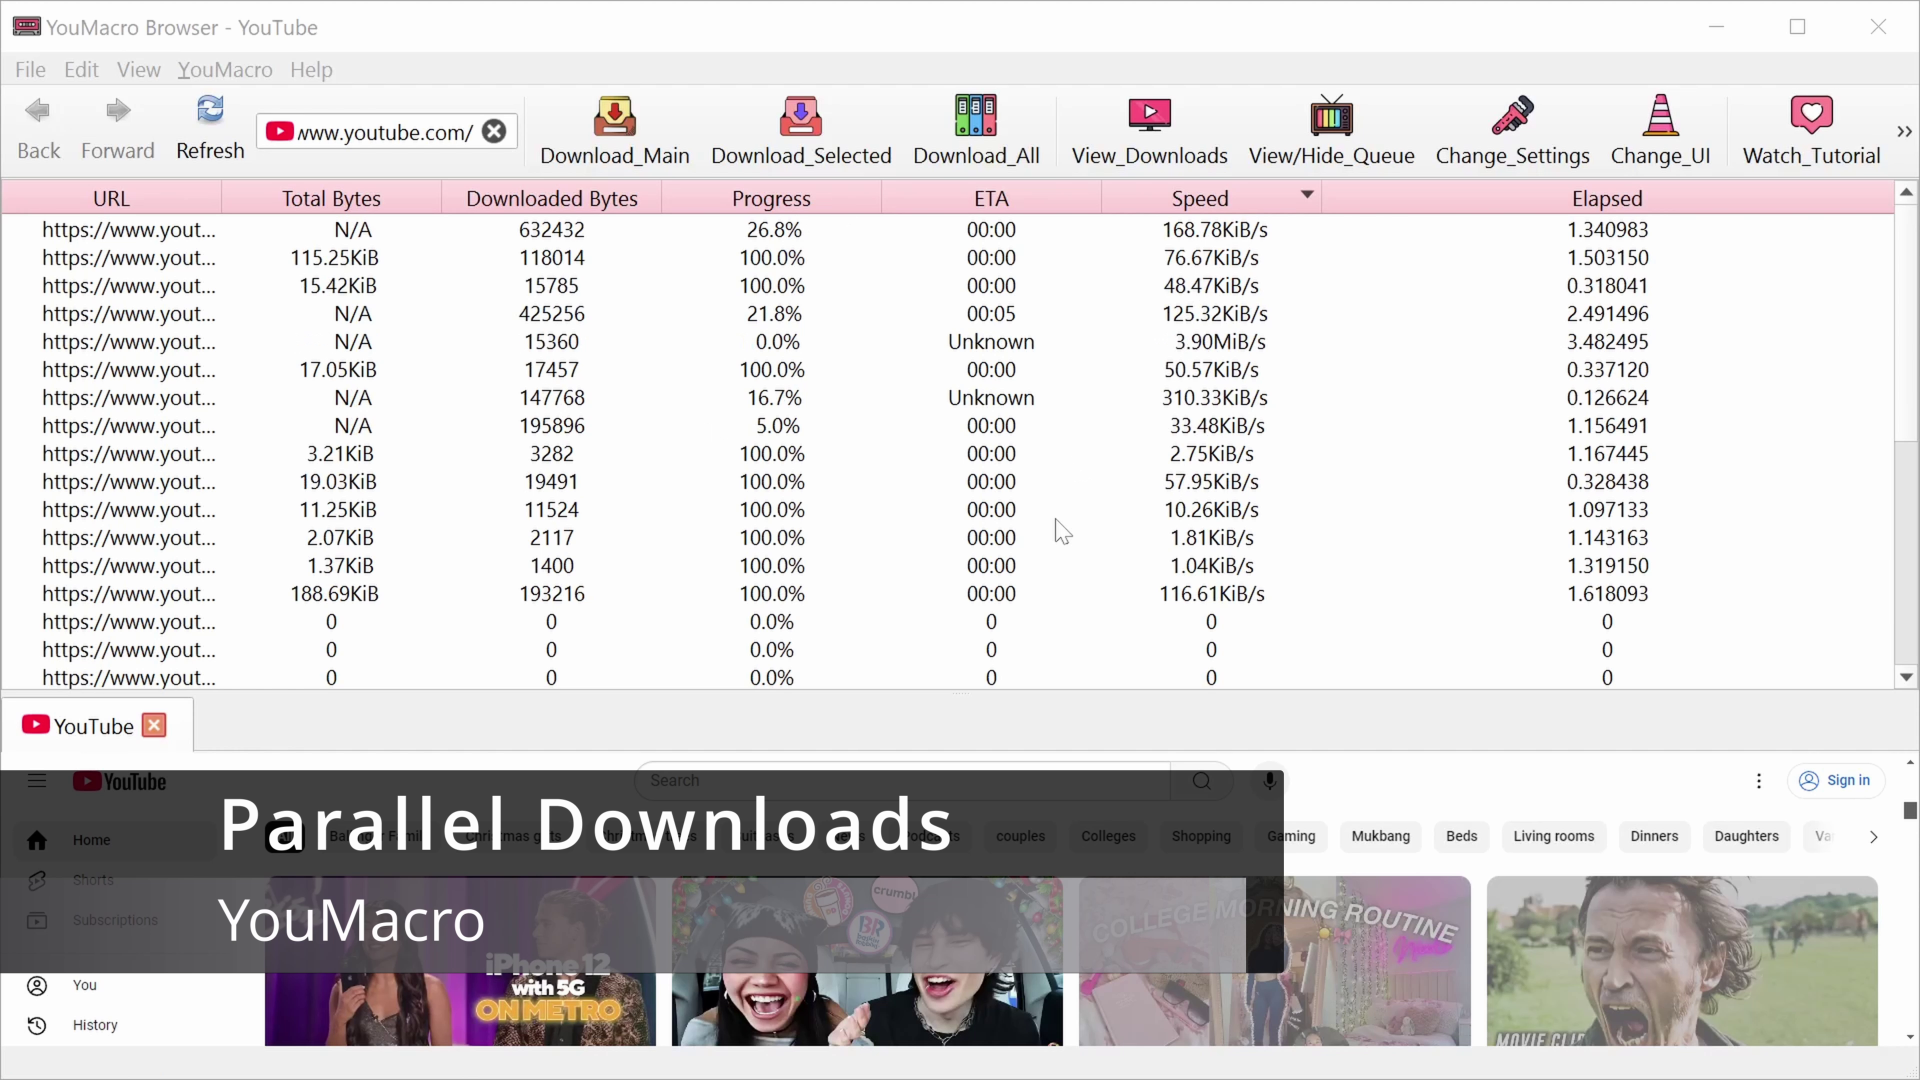 YouMacro Browser - YouTube
File Edit View YouMacro Help
Back Forward Refresh www.youtube.com/ Download_Main Download_Selected Download_All View_Downloads View/Hide_Queue Change_Settings Change_UI Watch_Tutorial »
URL Total Bytes Downloaded Bytes Progress ETA Speed Elapsed
https://www.yout... N/A 632432 26.8% 00:00 168.78KiB/s 1.340983
https://www.yout... 115.25KiB 118014 100.0% 00:00 76.67KiB/s 1.503150
https://www.yout... 15.42KiB 15785 100.0% 00:00 48.47KiB/s 0.318041
https://www.yout... N/A 425256 21.8% 00:05 125.32KiB/s 2.491496
https://www.yout... N/A 15360 0.0% Unknown 3.90MiB/s 3.482495
https://www.yout... 17.05KiB 17457 100.0% 00:00 50.57KiB/s 0.337120
https://www.yout... N/A 147768 16.7% Unknown 310.33KiB/s 0.126624
https://www.yout... N/A 195896 5.0% 00:00 33.48KiB/s 1.156491
https://www.yout... 3.21KiB 3282 100.0% 00:00 2.75KiB/s 1.167445
https://www.yout... 19.03KiB 19491 100.0% 00:00 57.95KiB/s 0.328438
https://www.yout... 11.25KiB 11524 100.0% 00:00 10.26KiB/s 1.097133
https://www.yout... 2.07KiB 2117 100.0% 00:00 1.81KiB/s 1.143163
https://www.yout... 1.37KiB 1400 100.0% 00:00 1.04KiB/s 1.319150
https://www.yout... 188.69KiB 193216 100.0% 00:00 116.61KiB/s 1.618093
https://www.yout... 0 0 0.0% 0 0 0
https://www.yout... 0 0 0.0% 0 0 0
https://www.yout... 0 0 0.0% 0 0 0
YouTube
YouTube Search Sign in
Parallel Downloads
Home couples Colleges Shopping Gaming Mukbang Beds Living rooms Dinners Daughters
Shorts
Subscriptions
YouMacro
crumbl
BR
COLLEGE MORNING ROUTINE
iPhone 12
with 5G
ON METRO
You
History
MOVIE CLIP